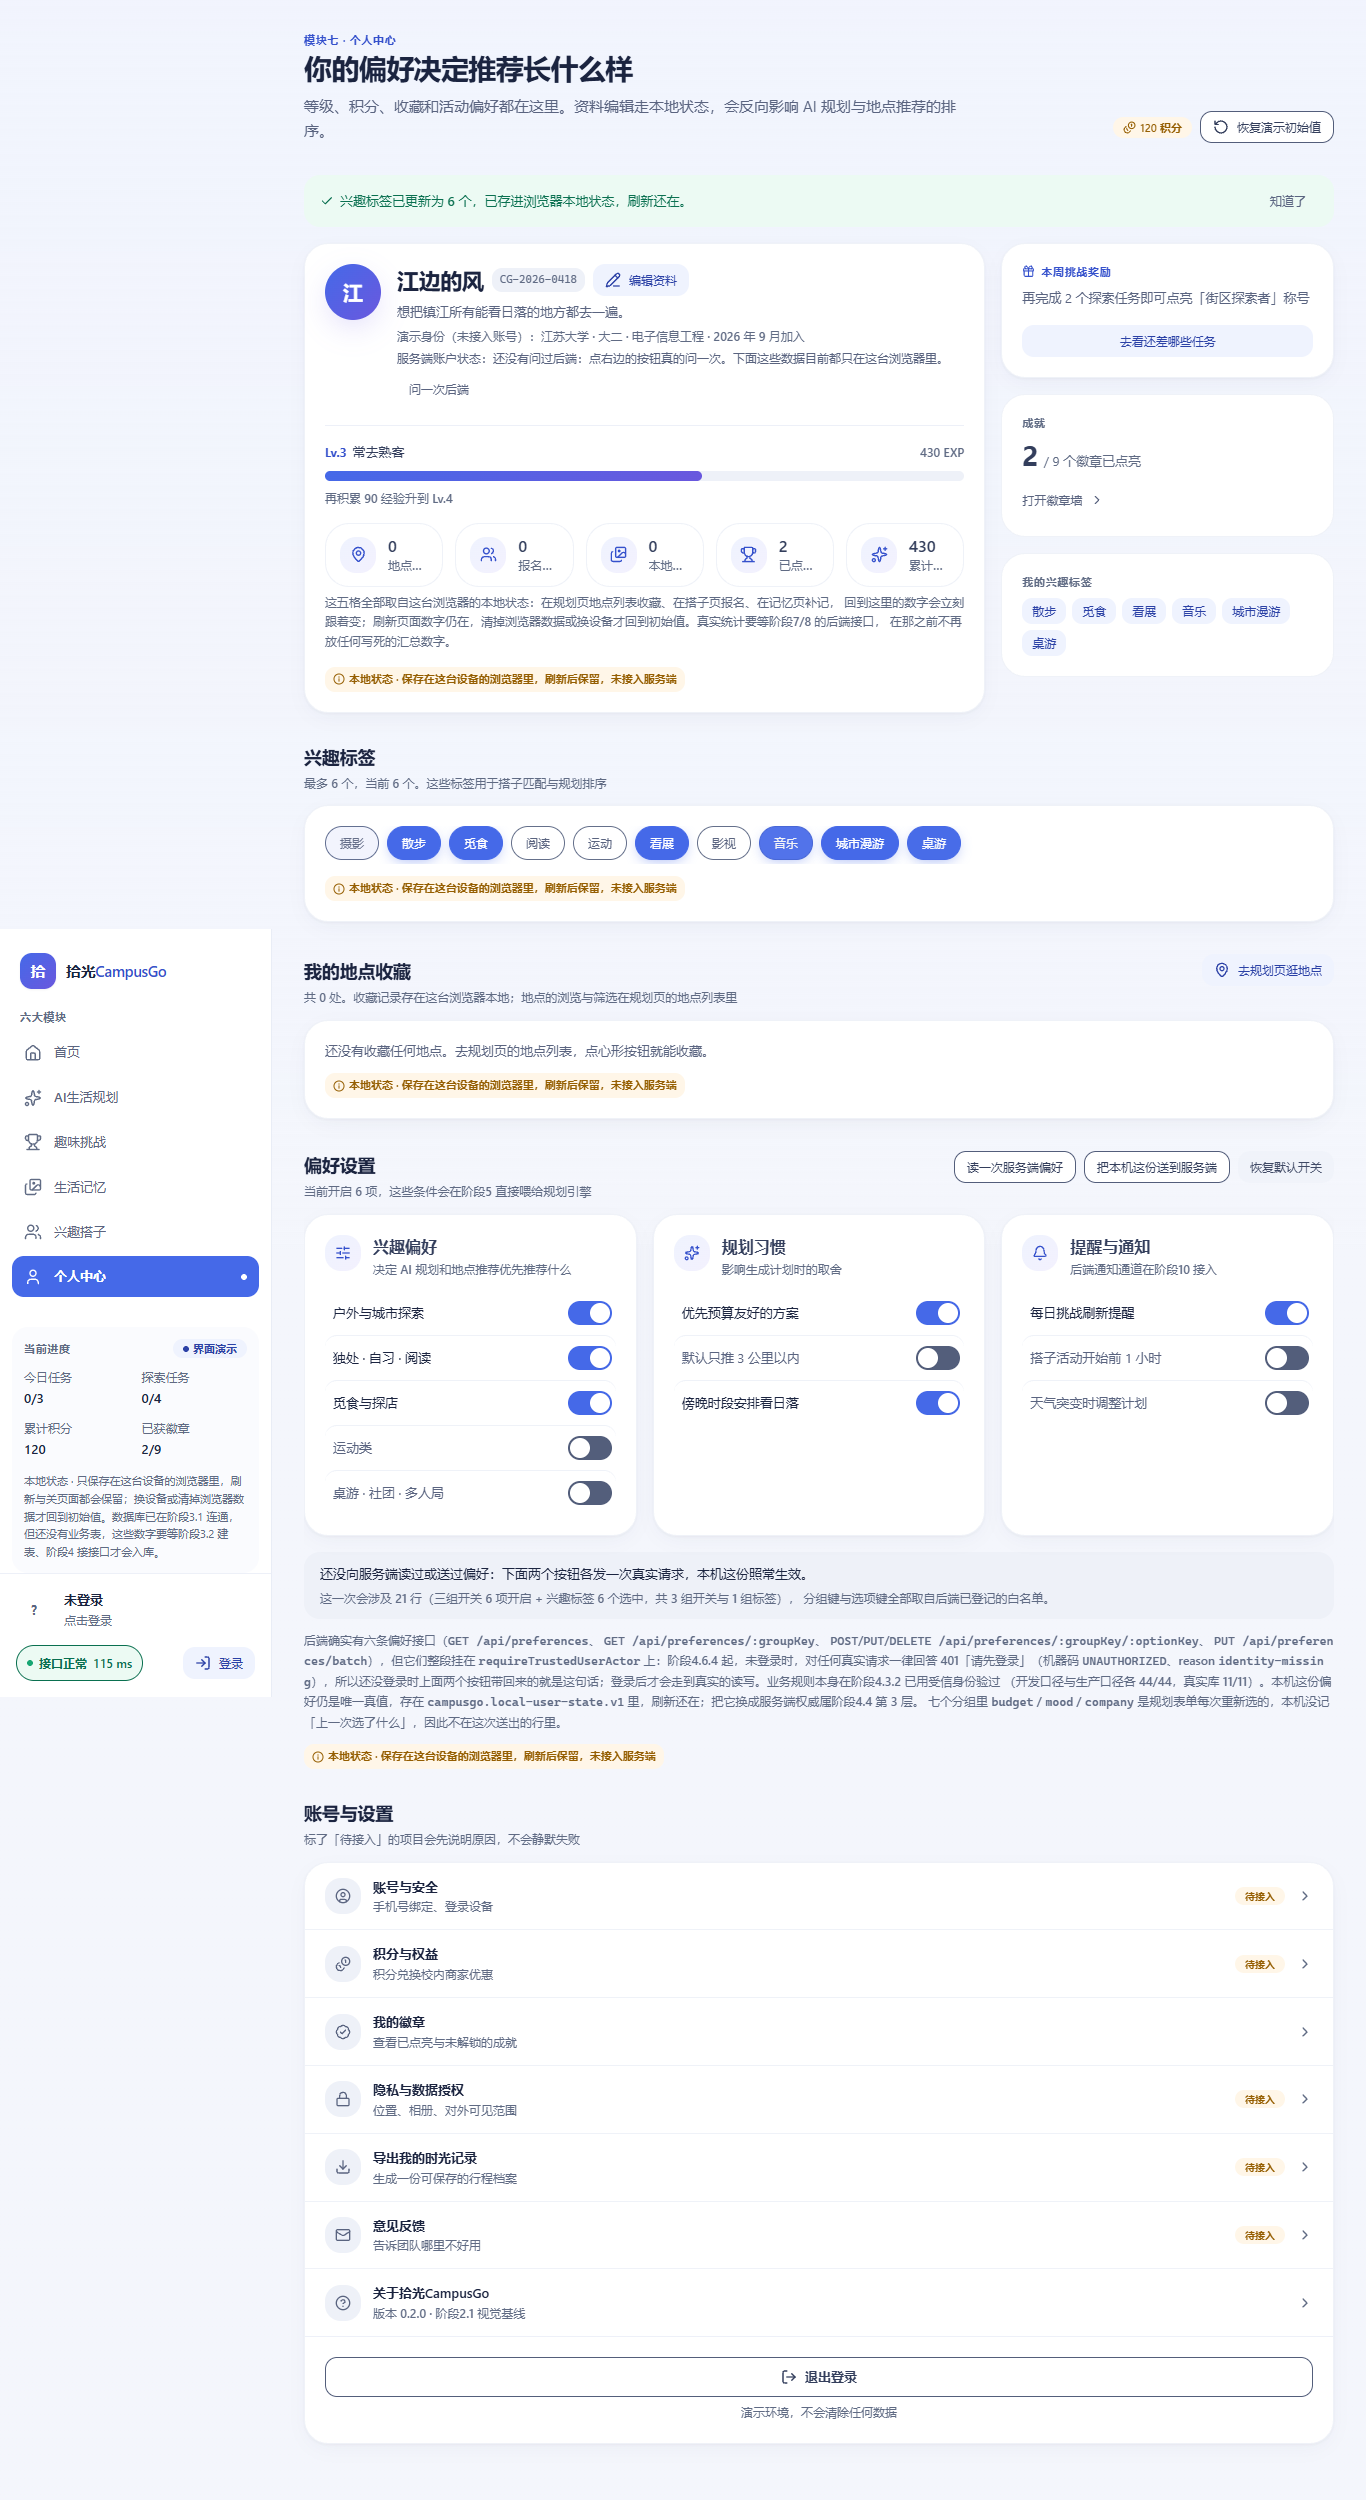 模块七 · 个人中心
你的偏好决定推荐长什么样
等级、积分、收藏和活动偏好都在这里。资料编辑走本地状态，会反向影响 AI 规划与地点推荐的排
序。
120 积分
恢复演示初始值
兴趣标签已更新为 6 个，已存进浏览器本地状态，刷新还在。
知道了
江
江边的风
CG-2026-0418
编辑资料
想把镇江所有能看日落的地方都去一遍。
演示身份（未接入账号）：江苏大学 · 大二 · 电子信息工程 · 2026 年 9 月加入
服务端账户状态：还没有问过后端：点右边的按钮真的问一次。下面这些数据目前都只在这台浏览器里。
问一次后端
Lv.3 常去熟客
430 EXP
再积累 90 经验升到 Lv.4
0
地点...
0
报名...
0
本地...
2
已点...
430
累计...
这五格全部取自这台浏览器的本地状态：在规划页地点列表收藏、在搭子页报名、在记忆页补记， 回到这里的数字会立刻
跟着变；刷新页面数字仍在，清掉浏览器数据或换设备才回到初始值。真实统计要等阶段7/8 的后端接口， 在那之前不再
放任何写死的汇总数字。
本地状态 · 保存在这台设备的浏览器里，刷新后保留，未接入服务端
本周挑战奖励
再完成 2 个探索任务即可点亮「街区探索者」称号
去看还差哪些任务
成就
2 / 9 个徽章已点亮
打开徽章墙
我的兴趣标签
散步 觅食 看展 音乐 城市漫游
桌游
兴趣标签
最多 6 个，当前 6 个。这些标签用于搭子匹配与规划排序
摄影 散步 觅食 阅读 运动 看展 影视 音乐 城市漫游 桌游
本地状态 · 保存在这台设备的浏览器里，刷新后保留，未接入服务端
拾
拾光CampusGo
六大模块
首页
AI生活规划
趣味挑战
生活记忆
兴趣搭子
个人中心
当前进度
界面演示
今日任务
0/3
探索任务
0/4
累计积分
120
已获徽章
2/9
本地状态 · 只保存在这台设备的浏览器里，刷
新与关页面都会保留；换设备或清掉浏览器数
据才回到初始值。数据库已在阶段3.1 连通，
但还没有业务表，这些数字要等阶段3.2 建
表、阶段4 接接口才会入库。
?
未登录
点击登录
接口正常 115 ms
登录
我的地点收藏
去规划页逛地点
共 0 处。收藏记录存在这台浏览器本地；地点的浏览与筛选在规划页的地点列表里
还没有收藏任何地点。去规划页的地点列表，点心形按钮就能收藏。
本地状态 · 保存在这台设备的浏览器里，刷新后保留，未接入服务端
偏好设置
读一次服务端偏好
把本机这份送到服务端
恢复默认开关
当前开启 6 项，这些条件会在阶段5 直接喂给规划引擎
兴趣偏好
决定 AI 规划和地点推荐优先推荐什么
户外与城市探索
独处 · 自习 · 阅读
觅食与探店
运动类
桌游 · 社团 · 多人局
规划习惯
影响生成计划时的取舍
优先预算友好的方案
默认只推 3 公里以内
傍晚时段安排看日落
提醒与通知
后端通知通道在阶段10 接入
每日挑战刷新提醒
搭子活动开始前 1 小时
天气突变时调整计划
还没向服务端读过或送过偏好：下面两个按钮各发一次真实请求，本机这份照常生效。
这一次会涉及 21 行（三组开关 6 项开启 + 兴趣标签 6 个选中，共 3 组开关与 1 组标签）， 分组键与选项键全部取自后端已登记的白名单。
后端确实有六条偏好接口（GET /api/preferences、 GET /api/preferences/:groupKey、 POST/PUT/DELETE /api/preferences/:groupKey/:optionKey、 PUT /api/preferen
ces/batch），但它们整段挂在 requireTrustedUserActor 上：阶段4.6.4 起，未登录时，对任何真实请求一律回答 401「请先登录」（机器码 UNAUTHORIZED、reason identity-missin
g），所以还没登录时上面两个按钮带回来的就是这句话；登录后才会走到真实的读写。业务规则本身在阶段4.3.2 已用受信身份验过 （开发口径与生产口径各 44/44，真实库 11/11）。本机这份偏
好仍是唯一真值，存在 campusgo.local-user-state.v1 里，刷新还在；把它换成服务端权威属阶段4.4 第 3 层。 七个分组里 budget / mood / company 是规划表单每次重新选的，本机没记
「上一次选了什么」，因此不在这次送出的行里。
本地状态 · 保存在这台设备的浏览器里，刷新后保留，未接入服务端
账号与设置
标了「待接入」的项目会先说明原因，不会静默失败
账号与安全
手机号绑定、登录设备
待接入
积分与权益
积分兑换校内商家优惠
待接入
我的徽章
查看已点亮与未解锁的成就
隐私与数据授权
位置、相册、对外可见范围
待接入
导出我的时光记录
生成一份可保存的行程档案
待接入
意见反馈
告诉团队哪里不好用
待接入
关于拾光CampusGo
版本 0.2.0 · 阶段2.1 视觉基线
退出登录
演示环境，不会清除任何数据